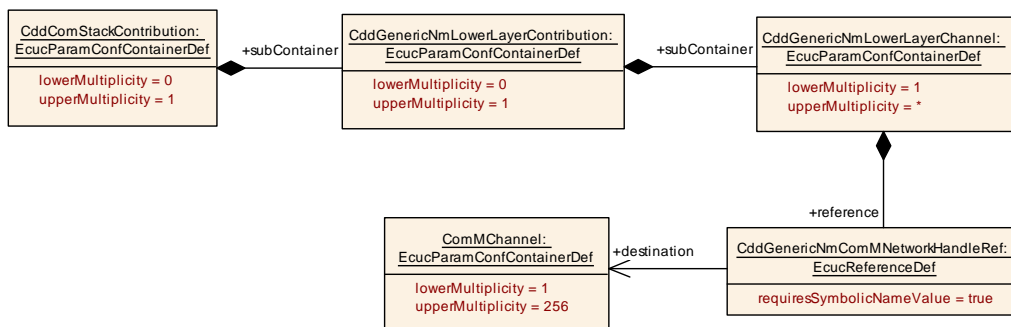 CddComStackContribution:
EcucParamConfContainerDef
lowerMultiplicity = 0
upperMultiplicity = 1
+subContainer
CddGenericNmLowerLayerContribution:
EcucParamConfContainerDef
lowerMultiplicity = 0
upperMultiplicity = 1
+subContainer
CddGenericNmLowerLayerChannel:
EcucParamConfContainerDef
lowerMultiplicity = 1
upperMultiplicity = *
+reference
ComMChannel:
EcucParamConfContainerDef
lowerMultiplicity = 1
upperMultiplicity = 256
+destination
CddGenericNmComMNetworkHandleRef:
EcucReferenceDef
requiresSymbolicNameValue = true